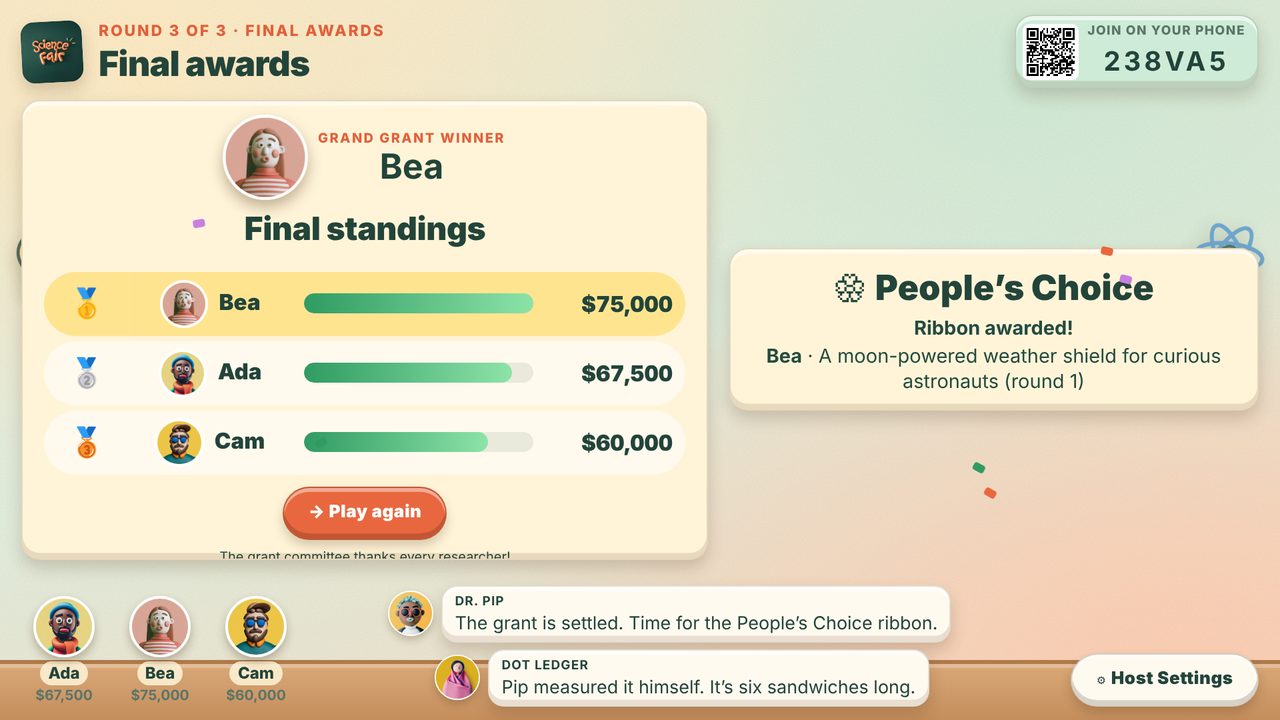 Science Fair
ROUND 3 OF 3 · FINAL AWARDS
Final awards
JOIN ON YOUR PHONE
238VA5
GRAND GRANT WINNER
Bea
Final standings
🥇 Bea $75,000
🥈 Ada $67,500
🥉 Cam $60,000
→ Play again
The grant committee thanks every researcher!
🏵 People’s Choice
Ribbon awarded!
Bea · A moon-powered weather shield for curious
astronauts (round 1)
Ada
$67,500
Bea
$75,000
Cam
$60,000
DR. PIP
The grant is settled. Time for the People’s Choice ribbon.
DOT LEDGER
Pip measured it himself. It’s six sandwiches long.
⚙ Host Settings